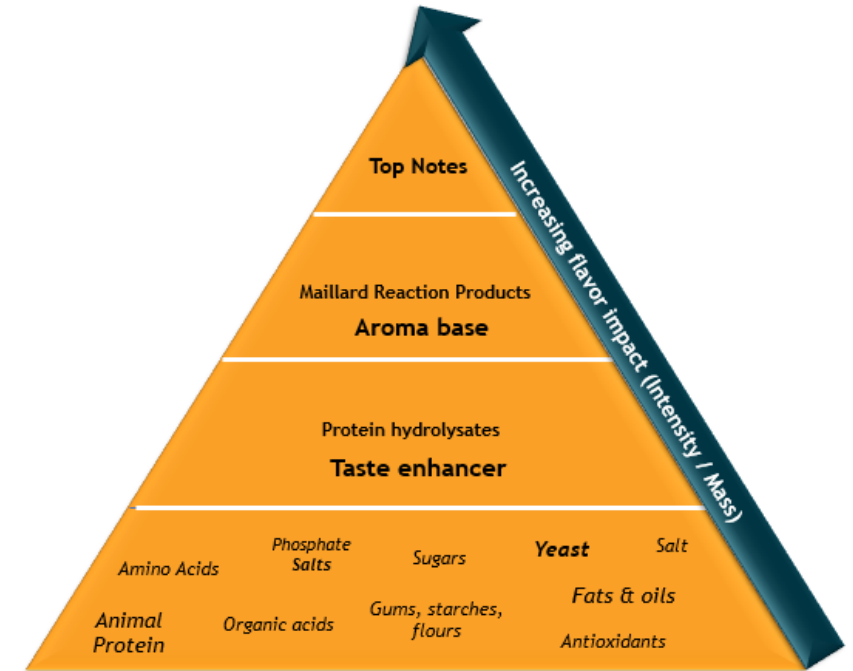 Top Notes
Increasing flavor impact (Intensity / Mass)
Maillard Reaction Products
Aroma base
Protein hydrolysates
Taste enhancer
Amino Acids
Phosphate
Salts
Sugars
Yeast
Salt
Animal
Protein
Organic acids
Gums, starches,
flours
Fats & oils
Antioxidants